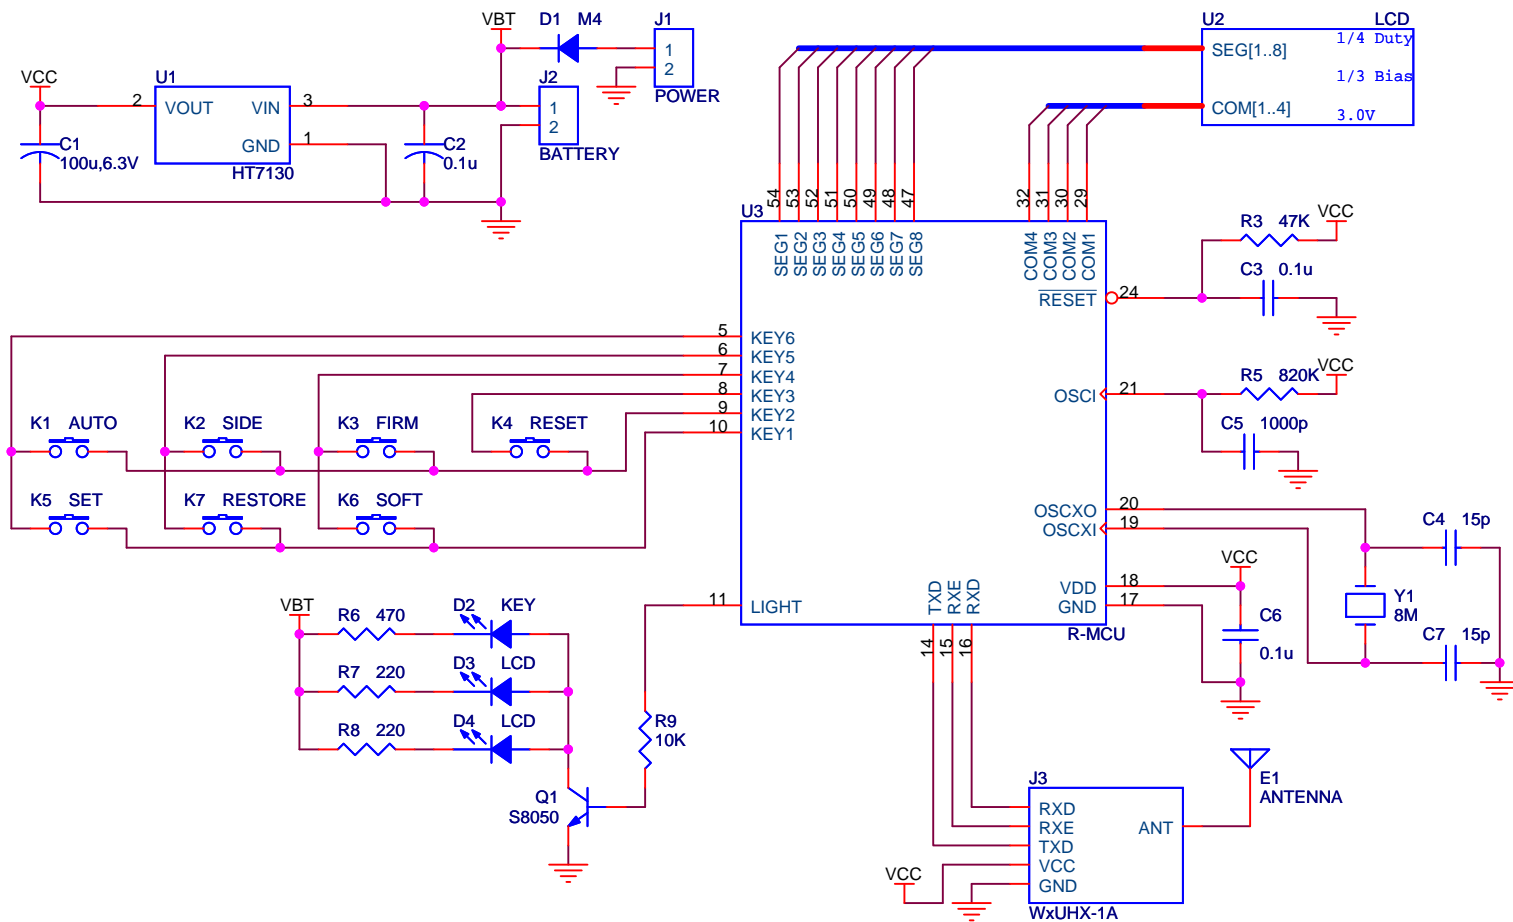 VBT
D1 M4
J1
1
2
POWER
VCC
U1
2
VOUT
VIN
3
GND
1
HT7130
C1
100u,6.3V
C2
0.1u
J2
1
2
BATTERY
U2 LCD
SEG[1..8]
1/4 Duty
1/3 Bias
COM[1..4]
3.0V
54
53
52
51
50
49
48
47
32
31
30
29
U3
SEG1
SEG2
SEG3
SEG4
SEG5
SEG6
SEG7
SEG8
COM4
COM3
COM2
COM1
RESET
24
R3 47K
VCC
C3 0.1u
5 KEY6
6 KEY5
7 KEY4
8 KEY3
9 KEY2
10 KEY1
OSCI
21
R5 820K
VCC
C5 1000p
K1 AUTO
K2 SIDE
K3 FIRM
K4 RESET
K5 SET
K7 RESTORE
K6 SOFT
OSCXO
20
OSCXI
19
C4 15p
Y1
8M
C7 15p
VDD
18
GND
17
VCC
C6
0.1u
11 LIGHT
TXD
RXE
RXD
R-MCU
14
15
16
VBT
R6 470
D2 KEY
R7 220
D3 LCD
R8 220
D4 LCD
R9
10K
Q1
S8050
J3
RXD
RXE
TXD
VCC
GND
ANT
WxUHX-1A
VCC
E1
ANTENNA